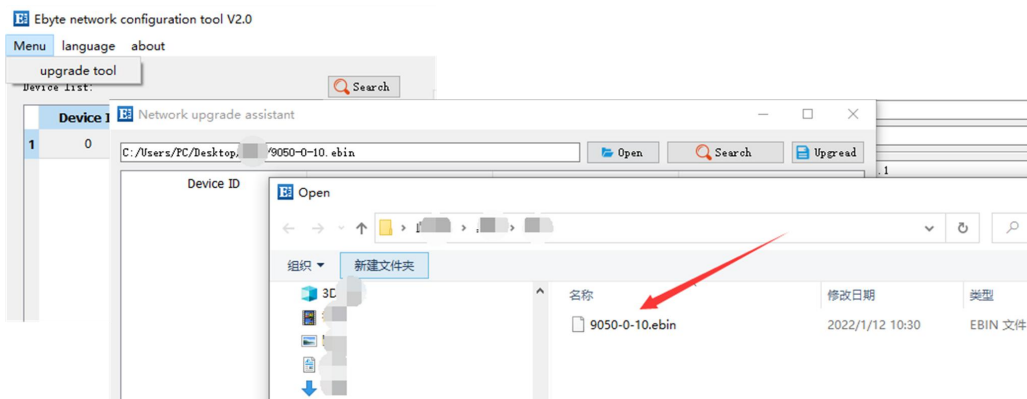 Ebyte network configuration tool V2.0
Menu language about
upgrade tool
Device list:
Search
Device I
1 0
Network upgrade assistant
C:/Users/PC/Desktop/ /9050-0-10.ebin
Open Search Upgread
.1
Device ID
Open
组织 新建文件夹
3D
名称 修改日期 类型
9050-0-10.ebin 2022/1/12 10:30 EBIN 文件